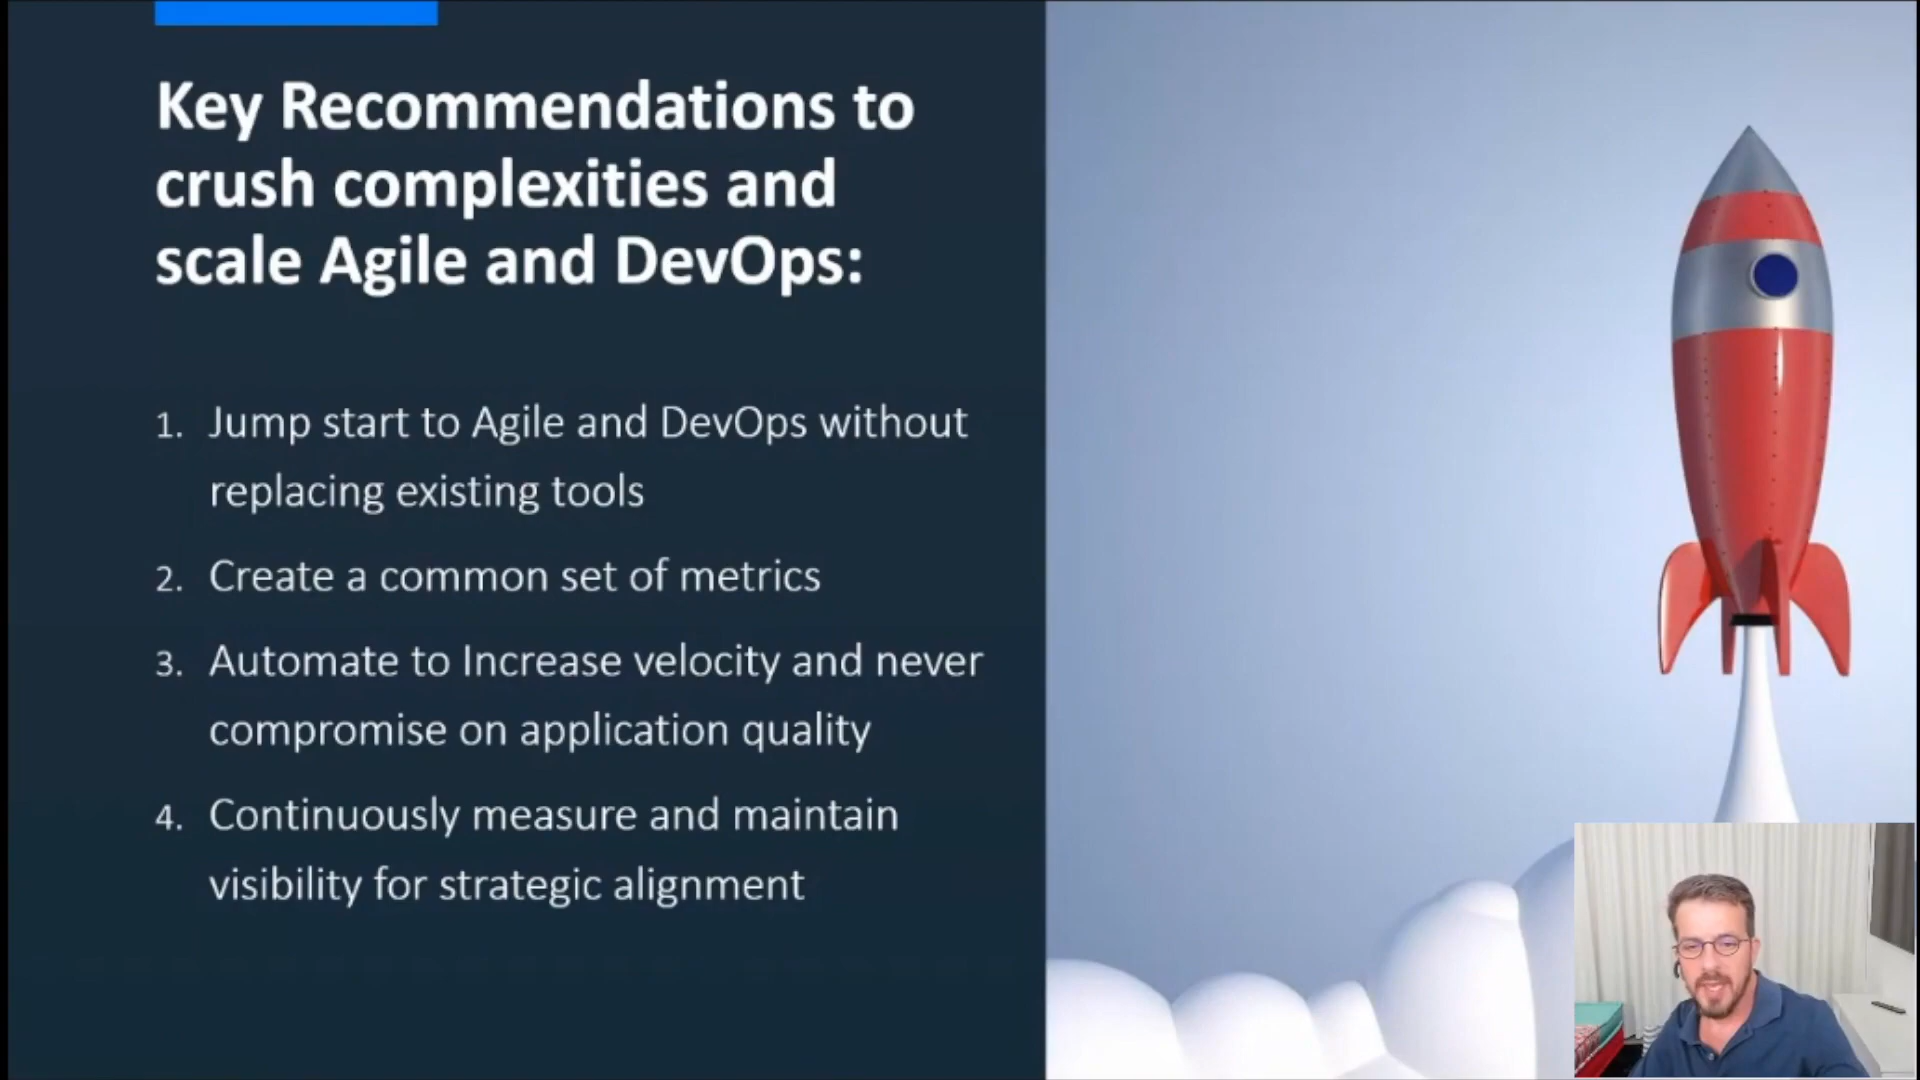 Key Recommendations to
crush complexities and
scale Agile and DevOps:
1. Jump start to Agile and DevOps without
replacing existing tools
2. Create a common set of metrics
3. Automate to Increase velocity and never
compromise on application quality
4. Continuously measure and maintain
visibility for strategic alignment